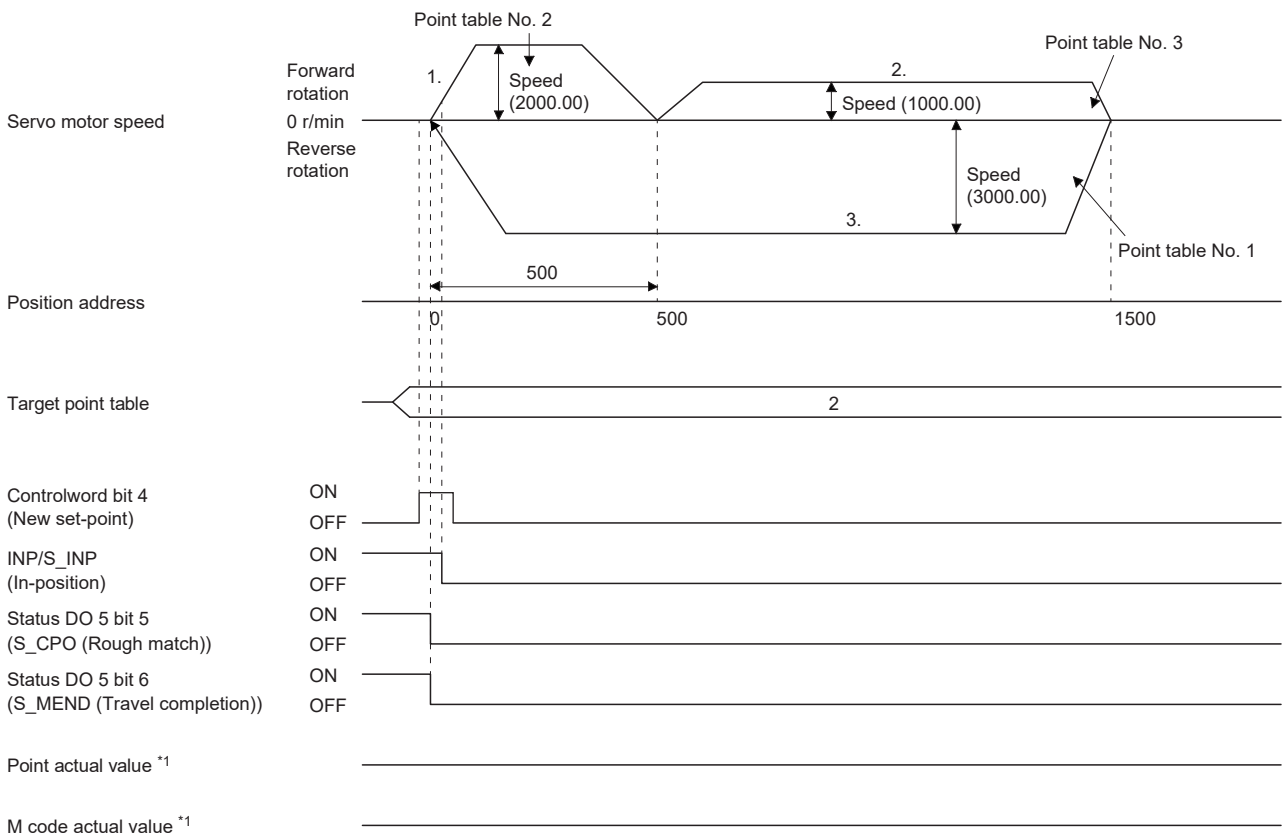 Point table No. 2
Point table No. 3
Forward
rotation
1.
Speed
(2000.00)
2.
Speed (1000.00)
Servo motor speed
0 r/min
Reverse
rotation
Speed
(3000.00)
3.
Point table No. 1
500
Position address
0
500
1500
Target point table
2
Controlword bit 4
(New set-point)
ON
OFF
INP/S_INP
(In-position)
ON
OFF
Status DO 5 bit 5
(S_CPO (Rough match))
ON
OFF
Status DO 5 bit 6
(S_MEND (Travel completion))
ON
OFF
Point actual value *1
M code actual value *1